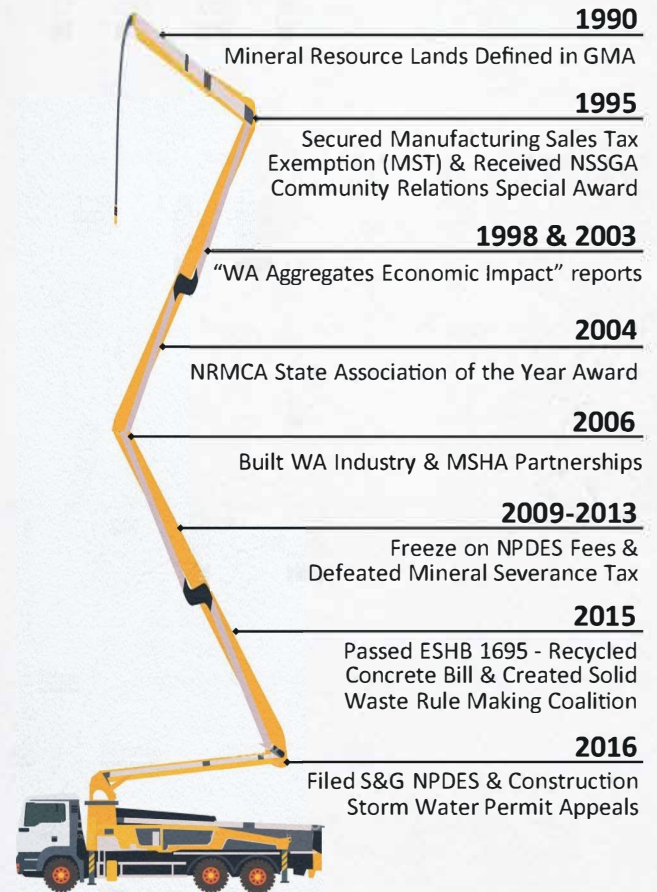 1990
Mineral Resource Lands Defined in GMA
1995
Secured Manufacturing Sales Tax
Exemption (MST) & Received NSSGA
Community Relations Special Award
1998 & 2003
“WA Aggregates Economic Impact” reports
2004
NRMCA State Association of the Year Award
2006
Built WA Industry & MSHA Partnerships
2009-2013
Freeze on NPDES Fees &
Defeated Mineral Severance Tax
2015
Passed ESHB 1695 - Recycled
Concrete Bill & Created Solid
Waste Rule Making Coalition
2016
Filed S&G NPDES & Construction
Storm Water Permit Appeals